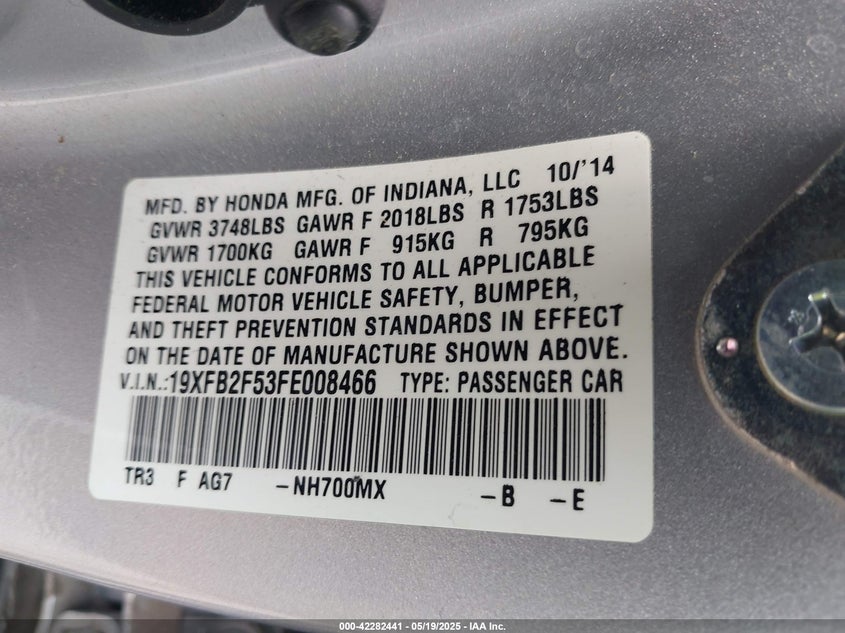 MFD. BY HONDA MFG. OF INDIANA, LLC 10/'14
GVWR 3748LBS GAWR F 2018LBS R 1753LBS
GVWR 1700KG GAWR F 915KG R 795KG
THIS VEHICLE CONFORMS TO ALL APPLICABLE
FEDERAL MOTOR VEHICLE SAFETY, BUMPER,
AND THEFT PREVENTION STANDARDS IN EFFECT
ON THE DATE OF MANUFACTURE SHOWN ABOVE.
V.I.N.:19XFB2F53FE008466 TYPE: PASSENGER CAR
TR3 F AG7 -NH700MX -B -E
000-42282441 | 05/19/2025 | IAA Inc.